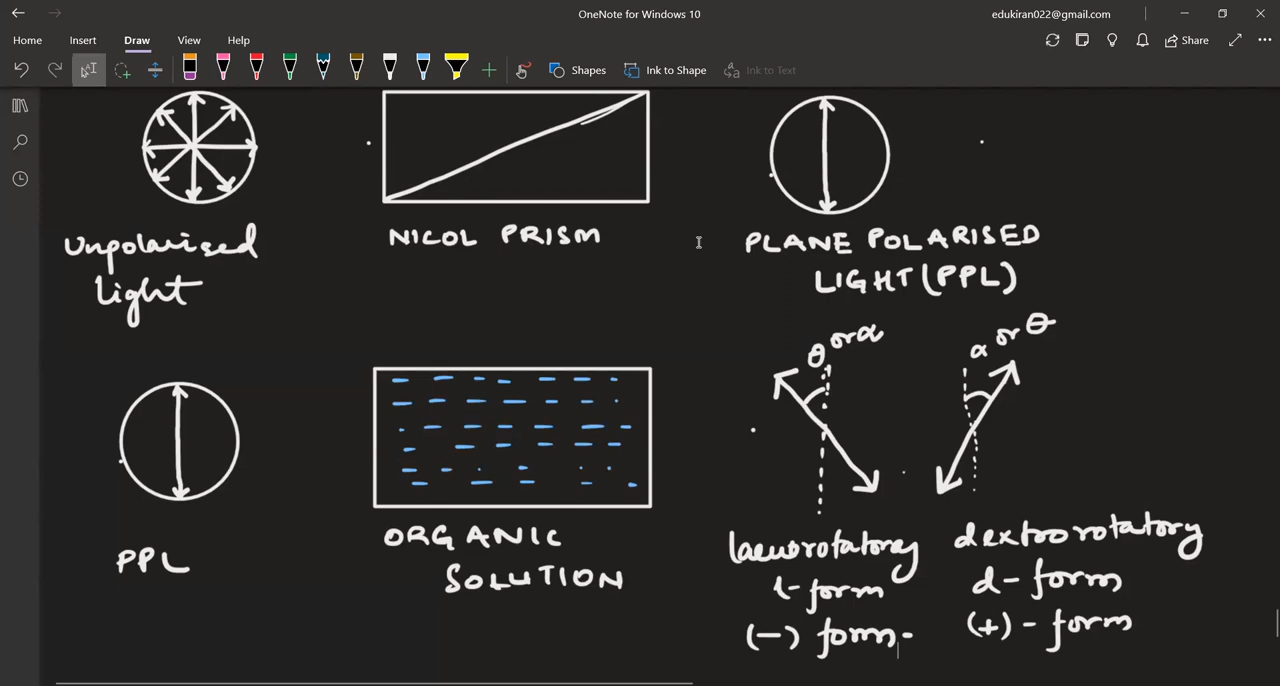 OneNote for Windows 10
edukiran022@gmail.com
Home Insert Draw View Help
Share
Shapes Ink to Shape Ink to Text
Unpolarised
light
NICOL PRISM
PLANE POLARISED
LIGHT (PPL)
θ or α
α or θ
PPL
ORGANIC
SOLUTION
laevorotatory
l-form
(-) form-
dextrorotatory
d-form
(+)-form